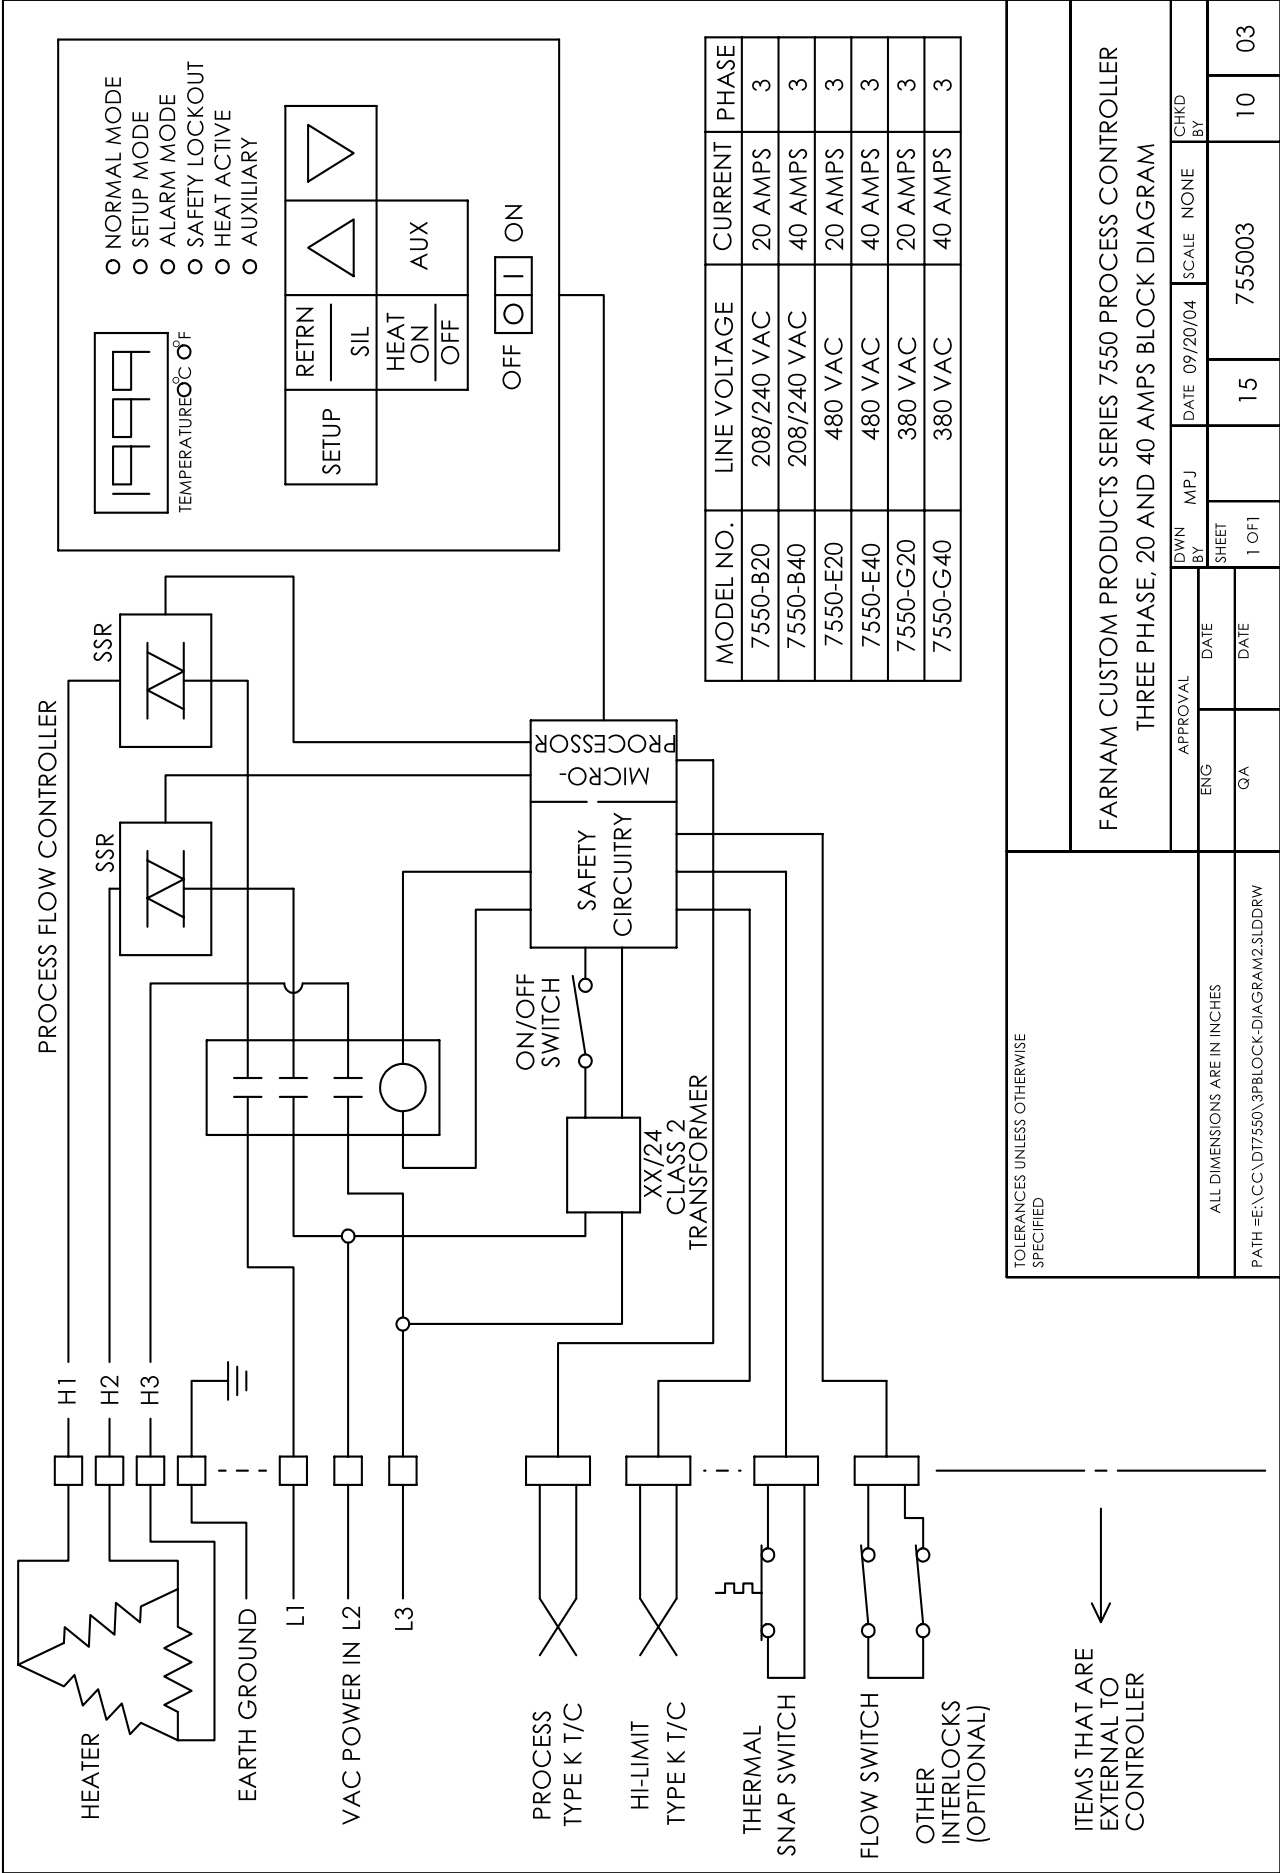 PROCESS FLOW CONTROLLER
HEATER
H1
H2
H3
SSR
SSR
EARTH GROUND
L1
VAC POWER IN L2
L3
ON/OFF
SWITCH
XX/24
CLASS 2
TRANSFORMER
SAFETY
CIRCUITRY
MICRO-
PROCESSOR
PROCESS
TYPE K T/C
HI-LIMIT
TYPE K T/C
THERMAL
SNAP SWITCH
FLOW SWITCH
OTHER
INTERLOCKS
(OPTIONAL)
ITEMS THAT ARE
EXTERNAL TO
CONTROLLER
TEMPERATURE °C °F
NORMAL MODE
SETUP MODE
ALARM MODE
SAFETY LOCKOUT
HEAT ACTIVE
AUXILIARY
SETUP
RETRN
SIL
HEAT
ON
OFF
AUX
OFF O I ON
MODEL NO. LINE VOLTAGE CURRENT PHASE
7550-B20 208/240 VAC 20 AMPS 3
7550-B40 208/240 VAC 40 AMPS 3
7550-E20 480 VAC 20 AMPS 3
7550-E40 480 VAC 40 AMPS 3
7550-G20 380 VAC 20 AMPS 3
7550-G40 380 VAC 40 AMPS 3
TOLERANCES UNLESS OTHERWISE
SPECIFIED
ALL DIMENSIONS ARE IN INCHES
PATH =E:\CC\DT7550\3PBLOCK-DIAGRAM2.SLDDRW
FARNAM CUSTOM PRODUCTS SERIES 7550 PROCESS CONTROLLER
THREE PHASE, 20 AND 40 AMPS BLOCK DIAGRAM
APPROVAL
ENG DATE
QA DATE
DWN
BY MPJ
DATE 09/20/04
SCALE NONE
CHKD
BY
SHEET
1 OF1
15
755003
10
03